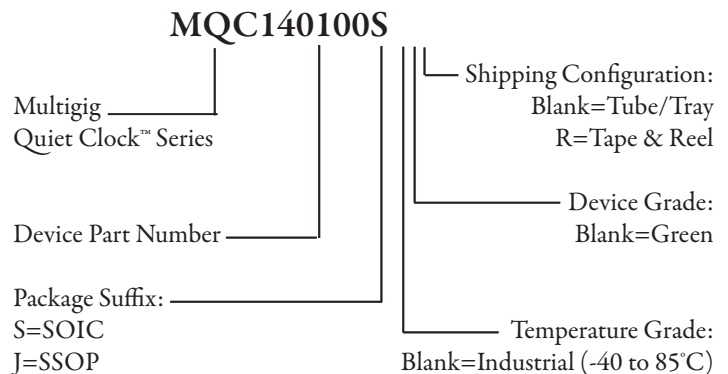 MQC140100S
Multigig
Quiet Clock™ Series
Device Part Number
Package Suffix:
S=SOIC
J=SSOP
Shipping Configuration:
Blank=Tube/Tray
R=Tape & Reel
Device Grade:
Blank=Green
Temperature Grade:
Blank=Industrial (-40 to 85°C)